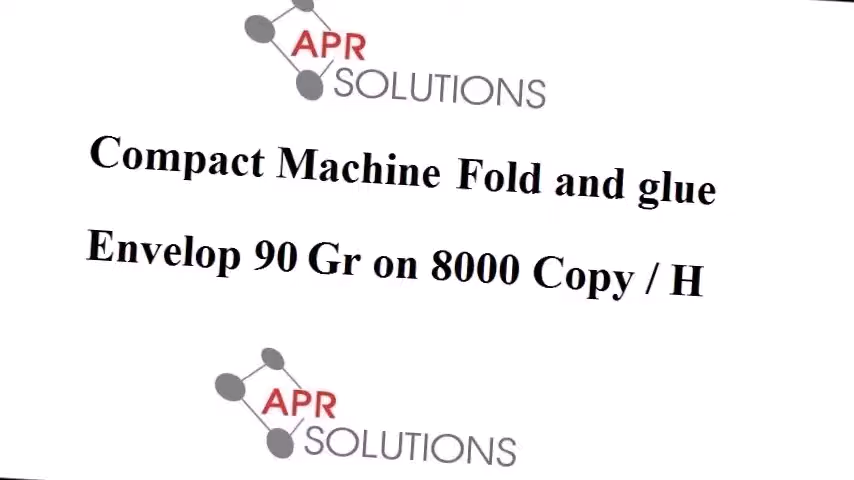 APR
SOLUTIONS
Compact Machine Fold and glue
Envelop 90 Gr on 8000 Copy / H
APR
SOLUTIONS